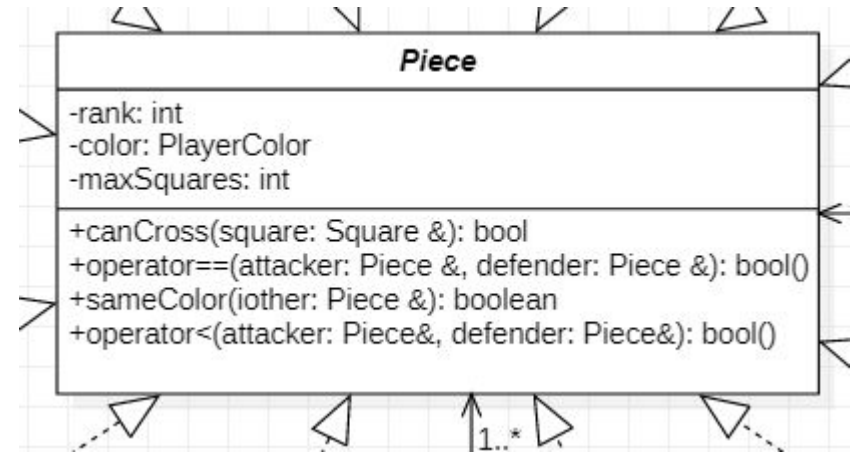 Piece
-rank: int
-color: PlayerColor
-maxSquares: int
+canCross(square: Square &): bool
+operator==(attacker: Piece &, defender: Piece &): bool()
+sameColor(iother: Piece &): boolean
+operator<(attacker: Piece&, defender: Piece&): bool()
1..*